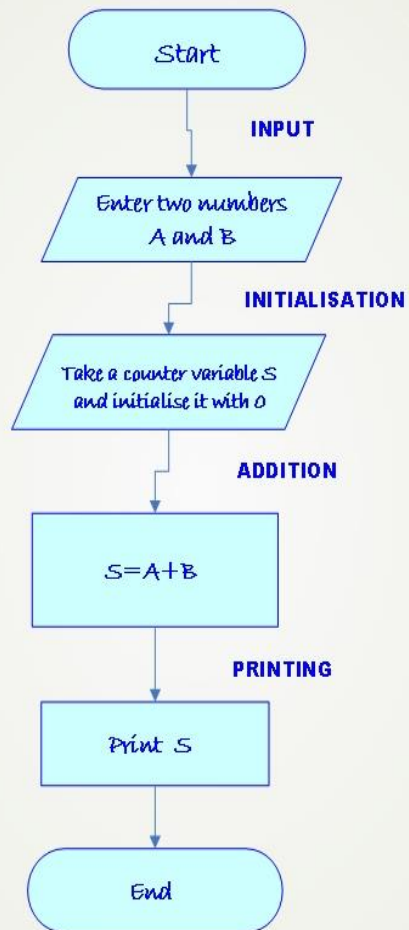 Start
INPUT
Enter two numbers
A and B
INITIALISATION
Take a counter variable S
and initialise it with 0
ADDITION
S=A+B
PRINTING
Print S
End